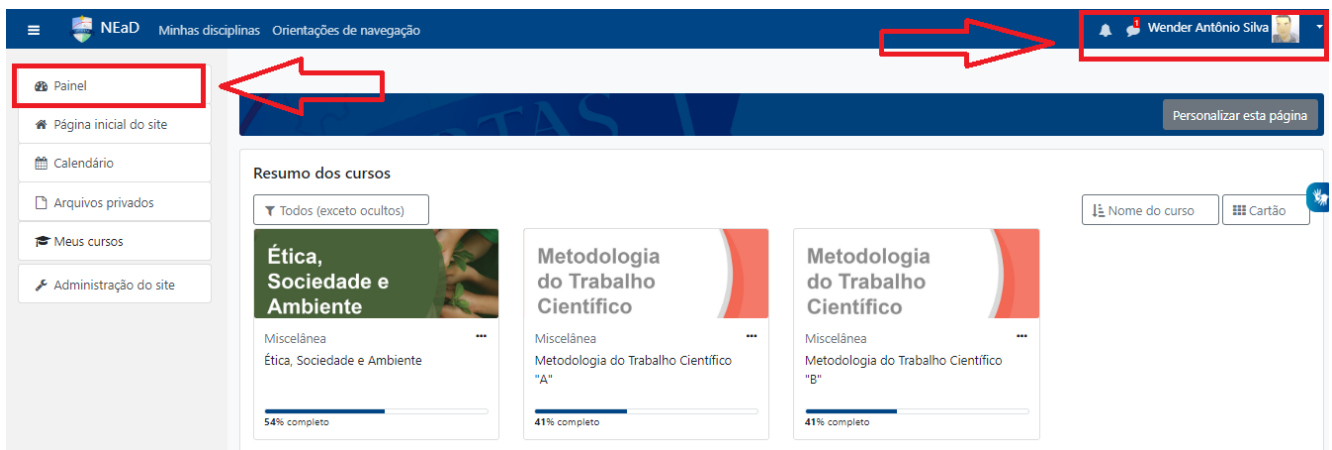 NEaD Minhas disciplinas Orientações de navegação
1 Wender Antônio Silva
Painel
Página inicial do site
Calendário
Arquivos privados
Meus cursos
Administração do site
RTAS
Personalizar esta página
Resumo dos cursos
Todos (exceto ocultos)
Nome do curso
Cartão
Ética,
Sociedade e
Ambiente
Miscelânea
Ética, Sociedade e Ambiente
54% completo
Metodologia
do Trabalho
Científico
Miscelânea
Metodologia do Trabalho Científico
"A"
41% completo
Metodologia
do Trabalho
Científico
Miscelânea
Metodologia do Trabalho Científico
"B"
41% completo